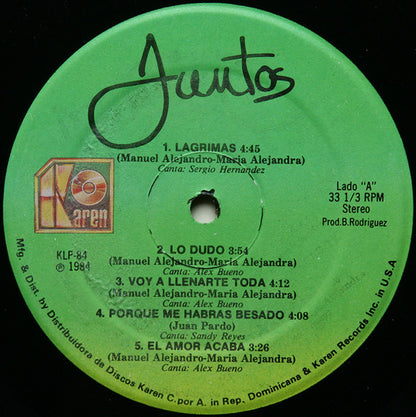 Juntos
1. LAGRIMAS 4:45
(Manuel Alejandro-Maria Alejandra)
Canta: Sergio Hernandez
Karen
Lado "A"
33 1/3 RPM
Stereo
Prod.B.Rodriguez
KLP-84
℗ 1984
2. LO DUDO 3:54
(Manuel Alejandro-Maria Alejandra)
Canta: Alex Bueno
3. VOY A LLENARTE TODA 4:12
(Manuel Alejandro-Maria Alejandra)
Canta: Alex Bueno
4. PORQUE ME HABRAS BESADO 4:08
(Juan Pardo)
Canta: Sandy Reyes
5. EL AMOR ACABA 3:26
(Manuel Alejandro-Maria Alejandra)
Canta: Alex Bueno
Mfg. & Dist. by Distribuidora de Discos Karen C.por A. in Rep. Dominicana & Karen Records Inc. in U.S.A